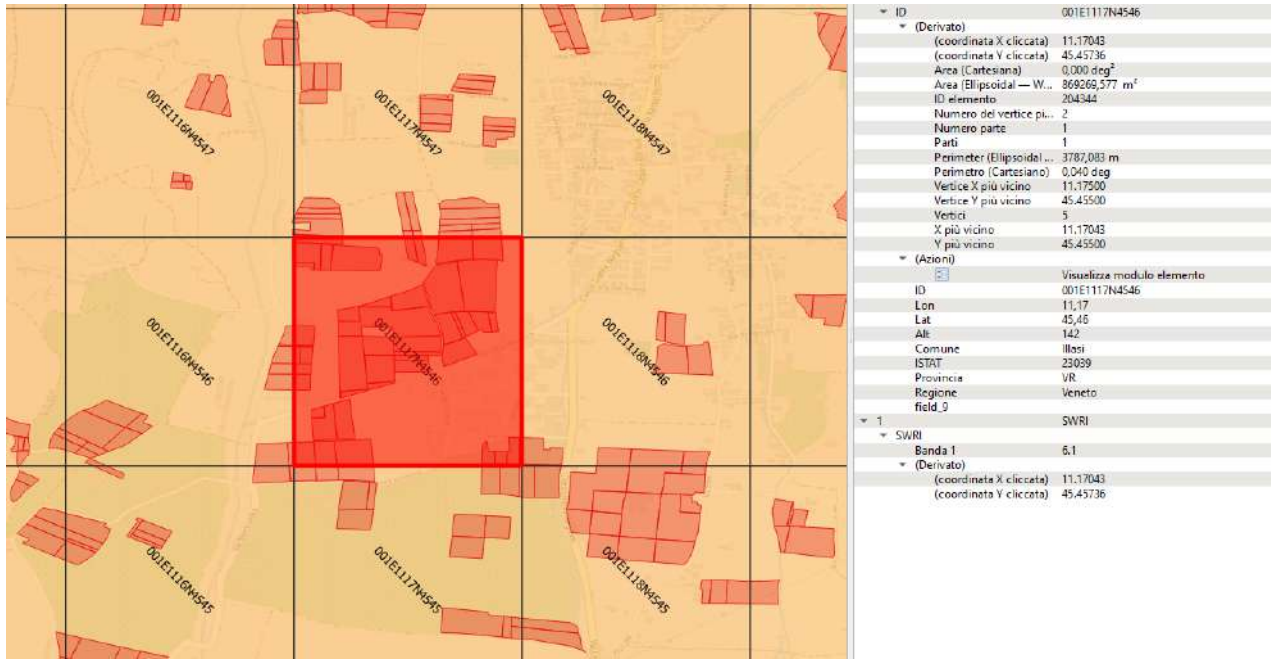 001E1116N4547
001E1117N4547
001E1118N4547
001E1116N4546
001E1117N4546
001E1118N4546
001E1116N4545
001E1117N4545
001E1118N4545
ID 001E1117N4546
(Derivato)
(coordinata X cliccata) 11.17043
(coordinata Y cliccata) 45.45736
Area (Cartesiana) 0,000 deg²
Area (Ellipsoidal — W... 869269,577 m²
ID elemento 204344
Numero del vertice pi... 2
Numero parte 1
Parti 1
Perimeter (Ellipsoidal ... 3787,083 m
Perimetro (Cartesiano) 0,040 deg
Vertice X più vicino 11.17500
Vertice Y più vicino 45.45500
Vertici 5
X più vicino 11.17043
Y più vicino 45.45500
(Azioni)
Visualizza modulo elemento
ID 001E1117N4546
Lon 11,17
Lat 45,46
Alt 142
Comune Illasi
ISTAT 23039
Provincia VR
Regione Veneto
field_9
1 SWRI
SWRI
Banda 1 6.1
(Derivato)
(coordinata X cliccata) 11.17043
(coordinata Y cliccata) 45.45736